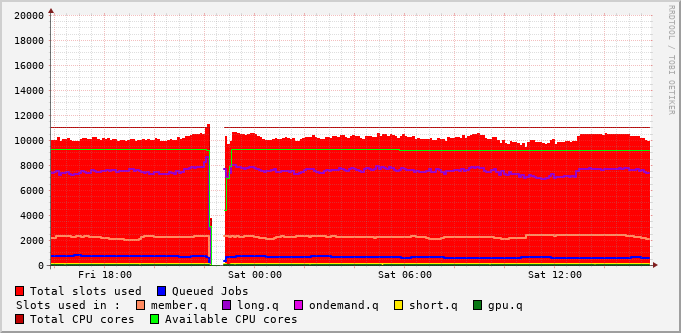 20000
18000
16000
14000
12000
10000
8000
6000
4000
2000
0
Fri 18:00 Sat 00:00 Sat 06:00 Sat 12:00
RRDTOOL / TOBI OETIKER
Total slots used Queued Jobs
Slots used in : member.q long.q ondemand.q short.q gpu.q
Total CPU cores Available CPU cores